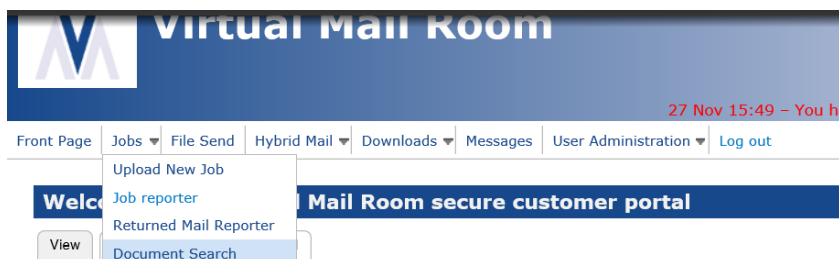 Virtual Mail Room
27 Nov 15:49 – You h
Front Page Jobs File Send Hybrid Mail Downloads Messages User Administration Log out
Upload New Job
Job reporter
Welc Mail Room secure customer portal
Returned Mail Reporter
View
Document Search